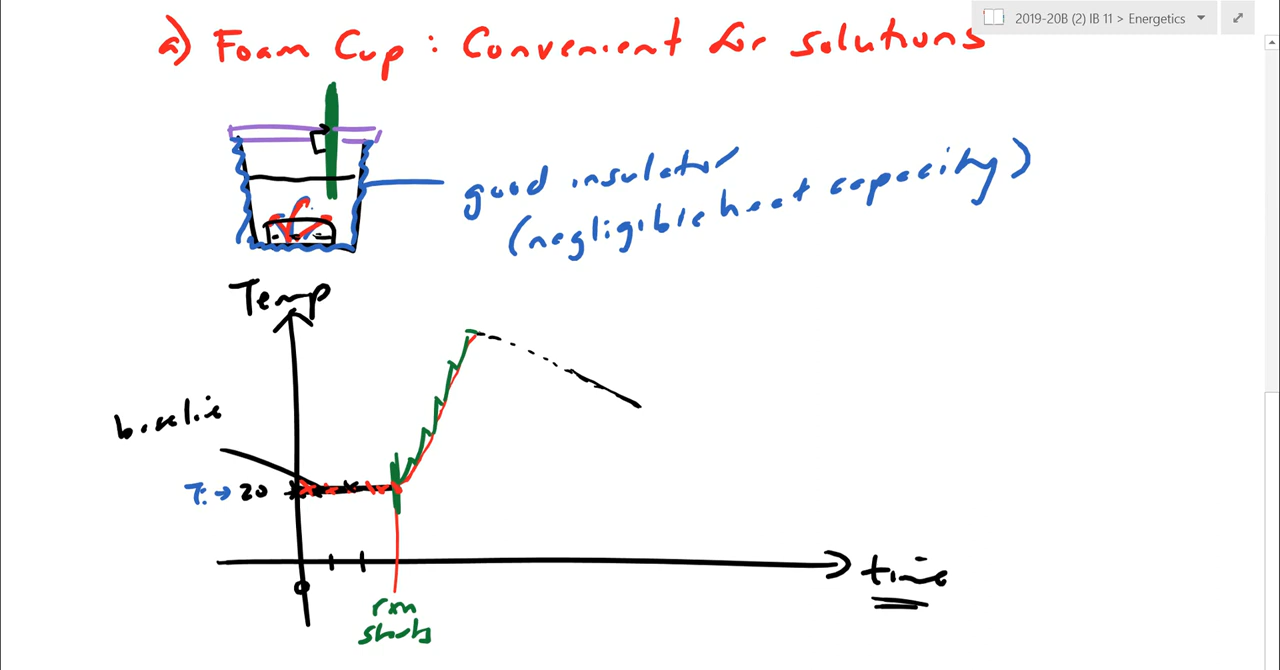 2019-20B (2) IB 11 > Energetics
a) Foam Cup : Convenient for solutions
good insulator
(negligible heat capacity)
Temp
baseline
Ti → 20
0
time
rxn
starts